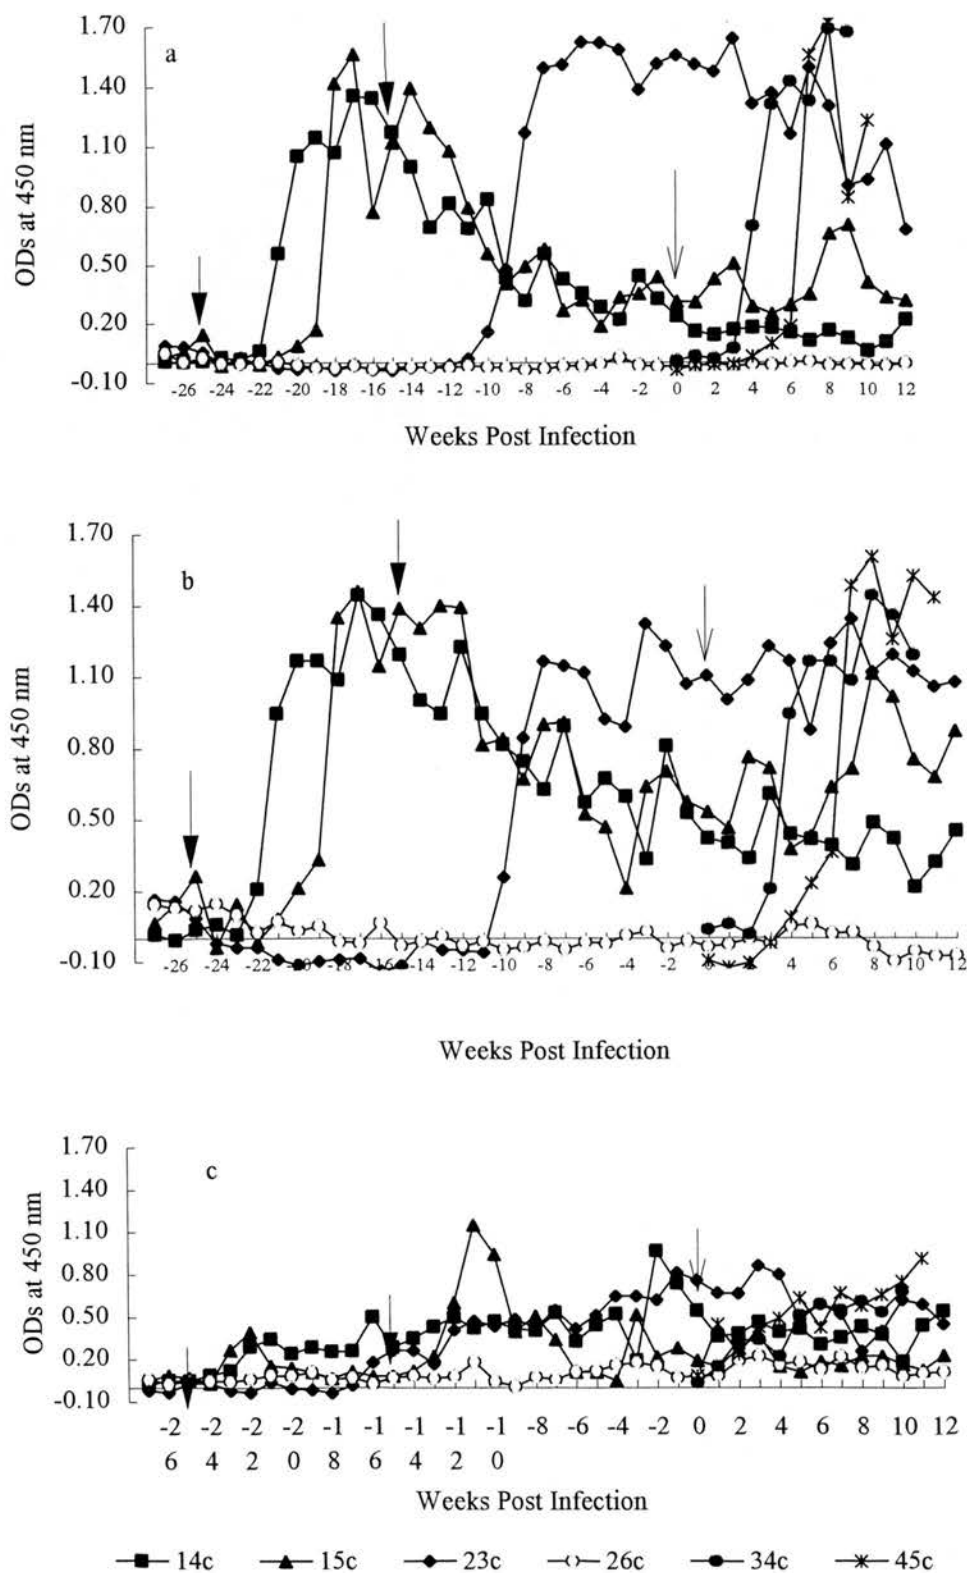 a
1.70
1.40
1.10
0.80
0.50
0.20
-0.10
ODs at 450 nm
-26 -24 -22 -20 -18 -16 -14 -12 -10 -8 -6 -4 -2 0 2 4 6 8 10 12
Weeks Post Infection
b
1.70
1.40
1.10
0.80
0.50
0.20
-0.10
ODs at 450 nm
-26 -24 -22 -20 -18 -16 -14 -12 -10 -8 -6 -4 -2 0 2 4 6 8 10 12
Weeks Post Infection
c
1.70
1.40
1.10
0.80
0.50
0.20
-0.10
ODs at 450 nm
-2 -2 -2 -2 -1 -1 -1 -1 -1 -8 -6 -4 -2 0 2 4 6 8 10 12
6 4 2 0 8 6 4 2 0
Weeks Post Infection
14c 15c 23c 26c 34c 45c